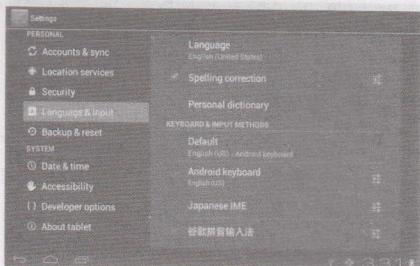 Settings
PERSONAL
Accounts & sync
Location services
Security
Language & input
Backup & reset
SYSTEM
Date & time
Accessibility
{ } Developer options
About tablet
Language
English (United States)
Spelling correction
Personal dictionary
KEYBOARD & INPUT METHODS
Default
English (US) - Android keyboard
Android keyboard
English (US)
Japanese IME
谷歌拼音输入法
3:31